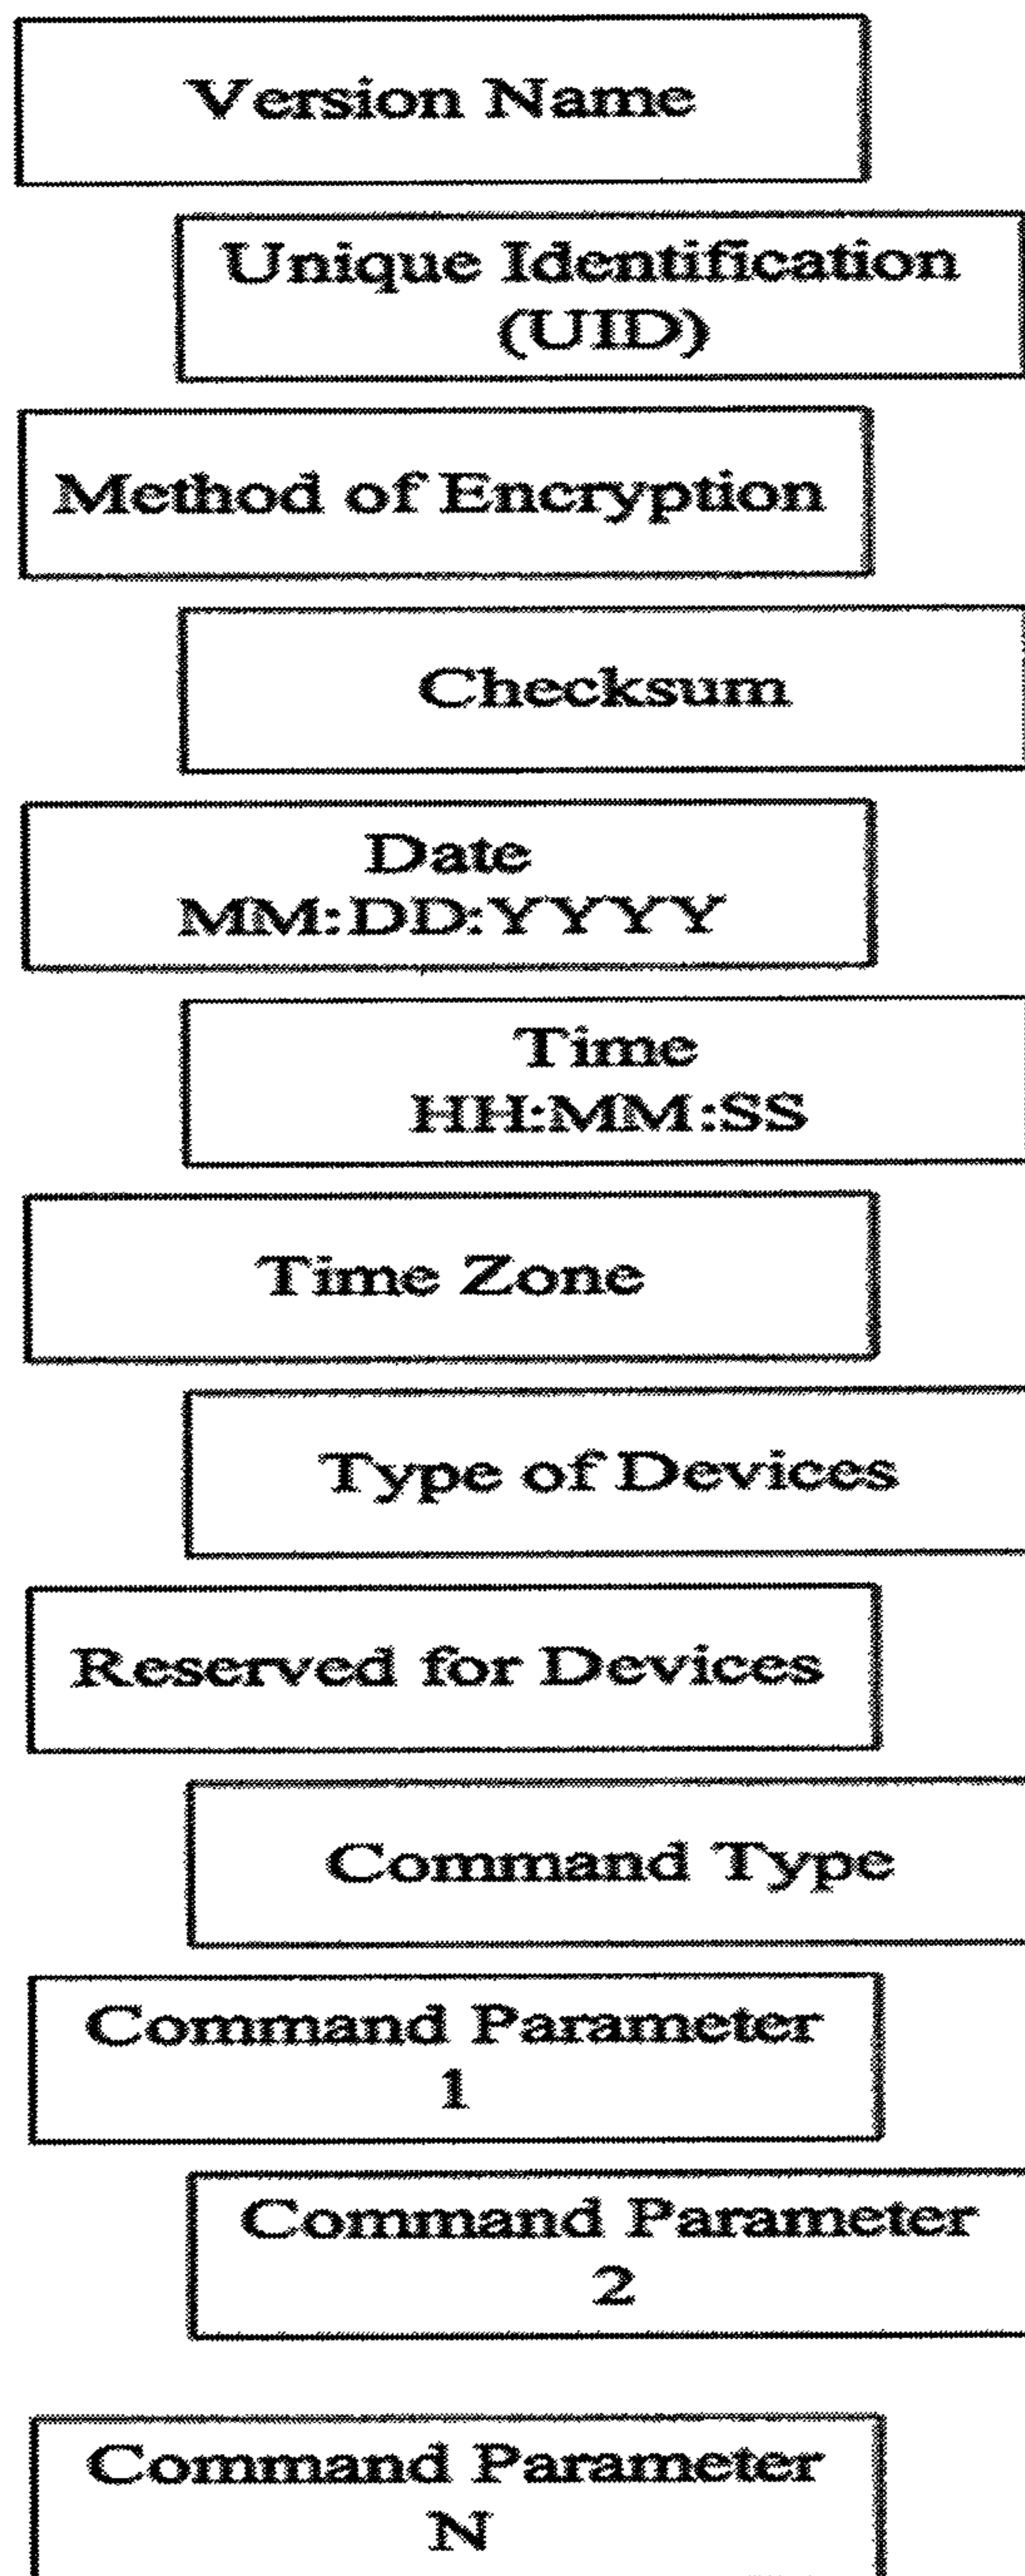 Version Name
Unique Identification
(UID)
Method of Encryption
Checksum
Date
MM:DD:YYYY
Time
HH:MM:SS
Time Zone
Type of Devices
Reserved for Devices
Command Type
Command Parameter
1
Command Parameter
2
Command Parameter
N